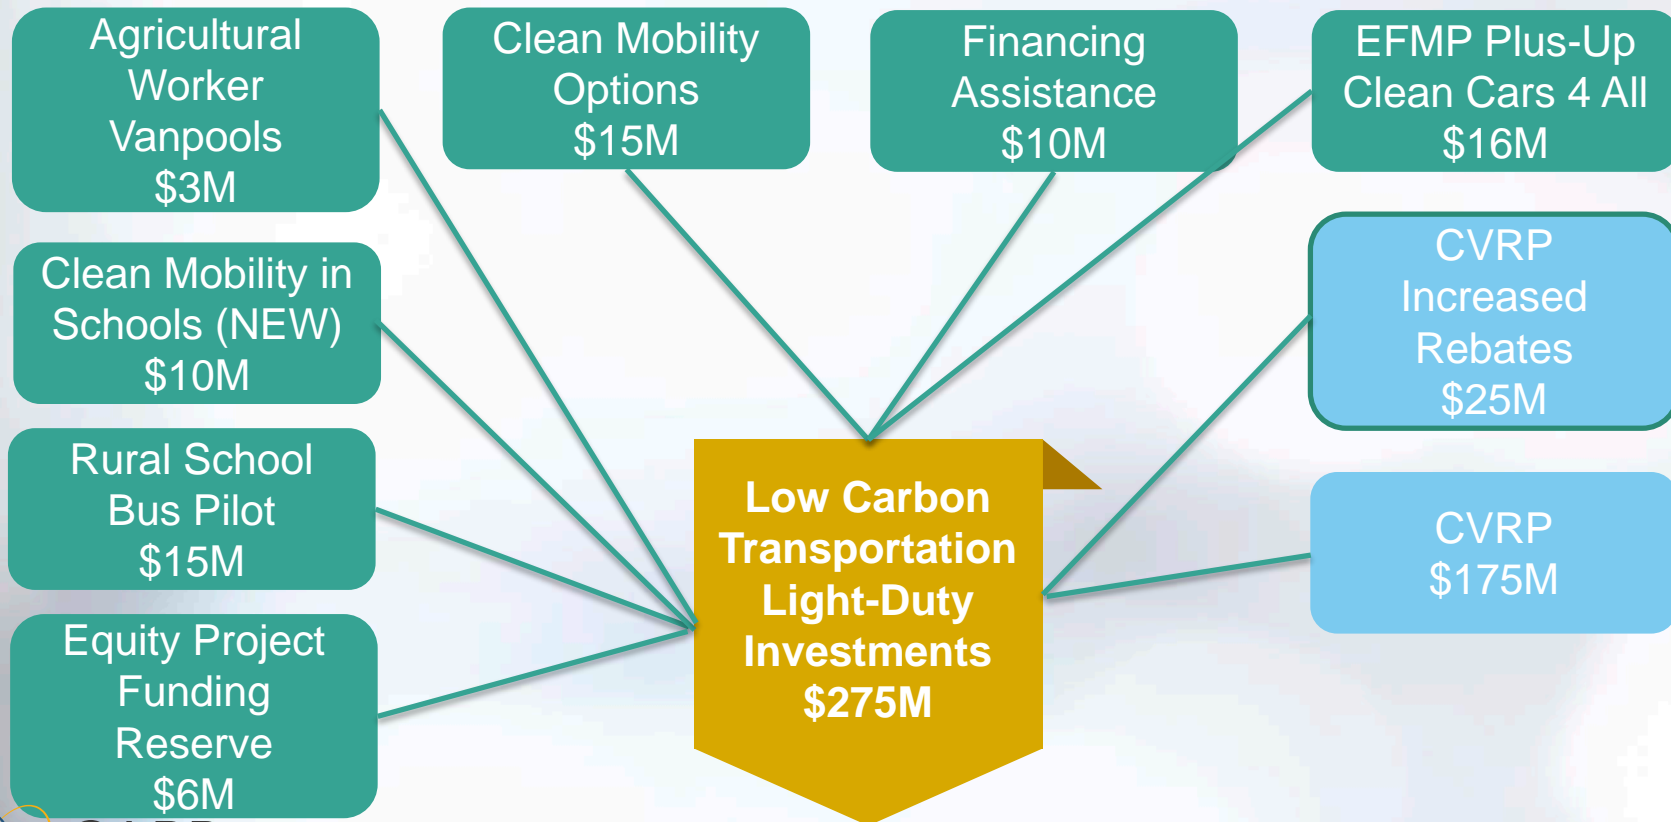 Agricultural
Worker
Vanpools
$3M
Clean Mobility
Options
$15M
Financing
Assistance
$10M
EFMP Plus-Up
Clean Cars 4 All
$16M
Clean Mobility in
Schools (NEW)
$10M
CVRP
Increased
Rebates
$25M
Rural School
Bus Pilot
$15M
Low Carbon
Transportation
Light-Duty
Investments
$275M
CVRP
$175M
Equity Project
Funding
Reserve
$6M